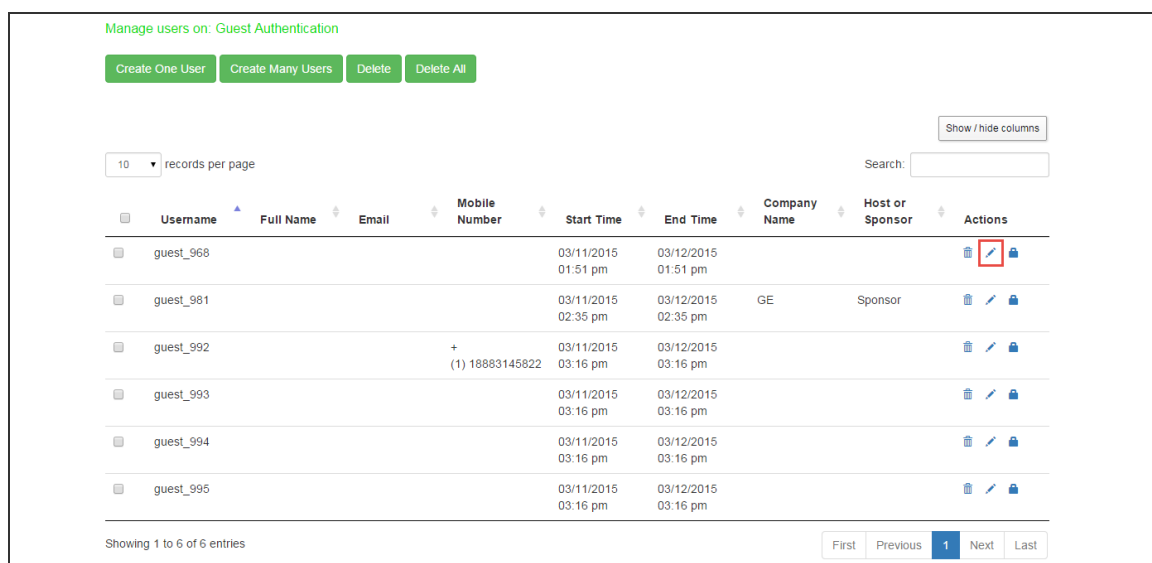 Manage users on: Guest Authentication
Create One User Create Many Users Delete Delete All
Show / hide columns
10 records per page Search:
Username Full Name Email Mobile Number Start Time End Time Company Name Host or Sponsor Actions
guest_968 03/11/2015 01:51 pm 03/12/2015 01:51 pm
guest_981 03/11/2015 02:35 pm 03/12/2015 02:35 pm GE Sponsor
guest_992 + (1) 18883145822 03/11/2015 03:16 pm 03/12/2015 03:16 pm
guest_993 03/11/2015 03:16 pm 03/12/2015 03:16 pm
guest_994 03/11/2015 03:16 pm 03/12/2015 03:16 pm
guest_995 03/11/2015 03:16 pm 03/12/2015 03:16 pm
Showing 1 to 6 of 6 entries First Previous 1 Next Last